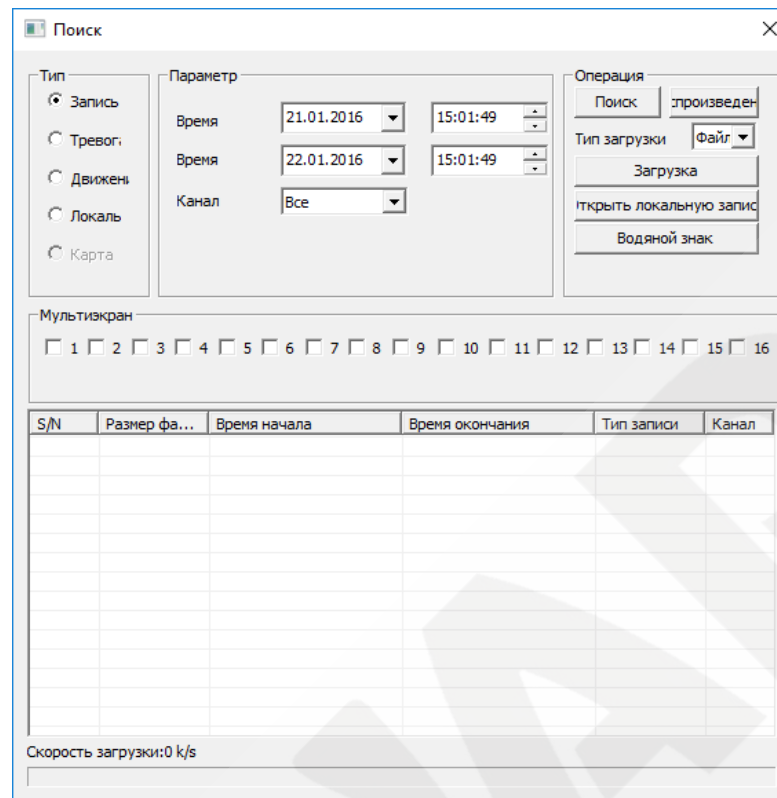 Поиск
Тип
Запись
Тревог
Движен
Локаль
Карта
Параметр
Время 21.01.2016 15:01:49
Время 22.01.2016 15:01:49
Канал Все
Операция
Поиск спроизведен
Тип загрузки Файл
Загрузка
ткрыть локальную запис
Водяной знак
Мультиэкран
1 2 3 4 5 6 7 8 9 10 11 12 13 14 15 16
S/N Размер фа... Время начала Время окончания Тип записи Канал
Скорость загрузки:0 k/s